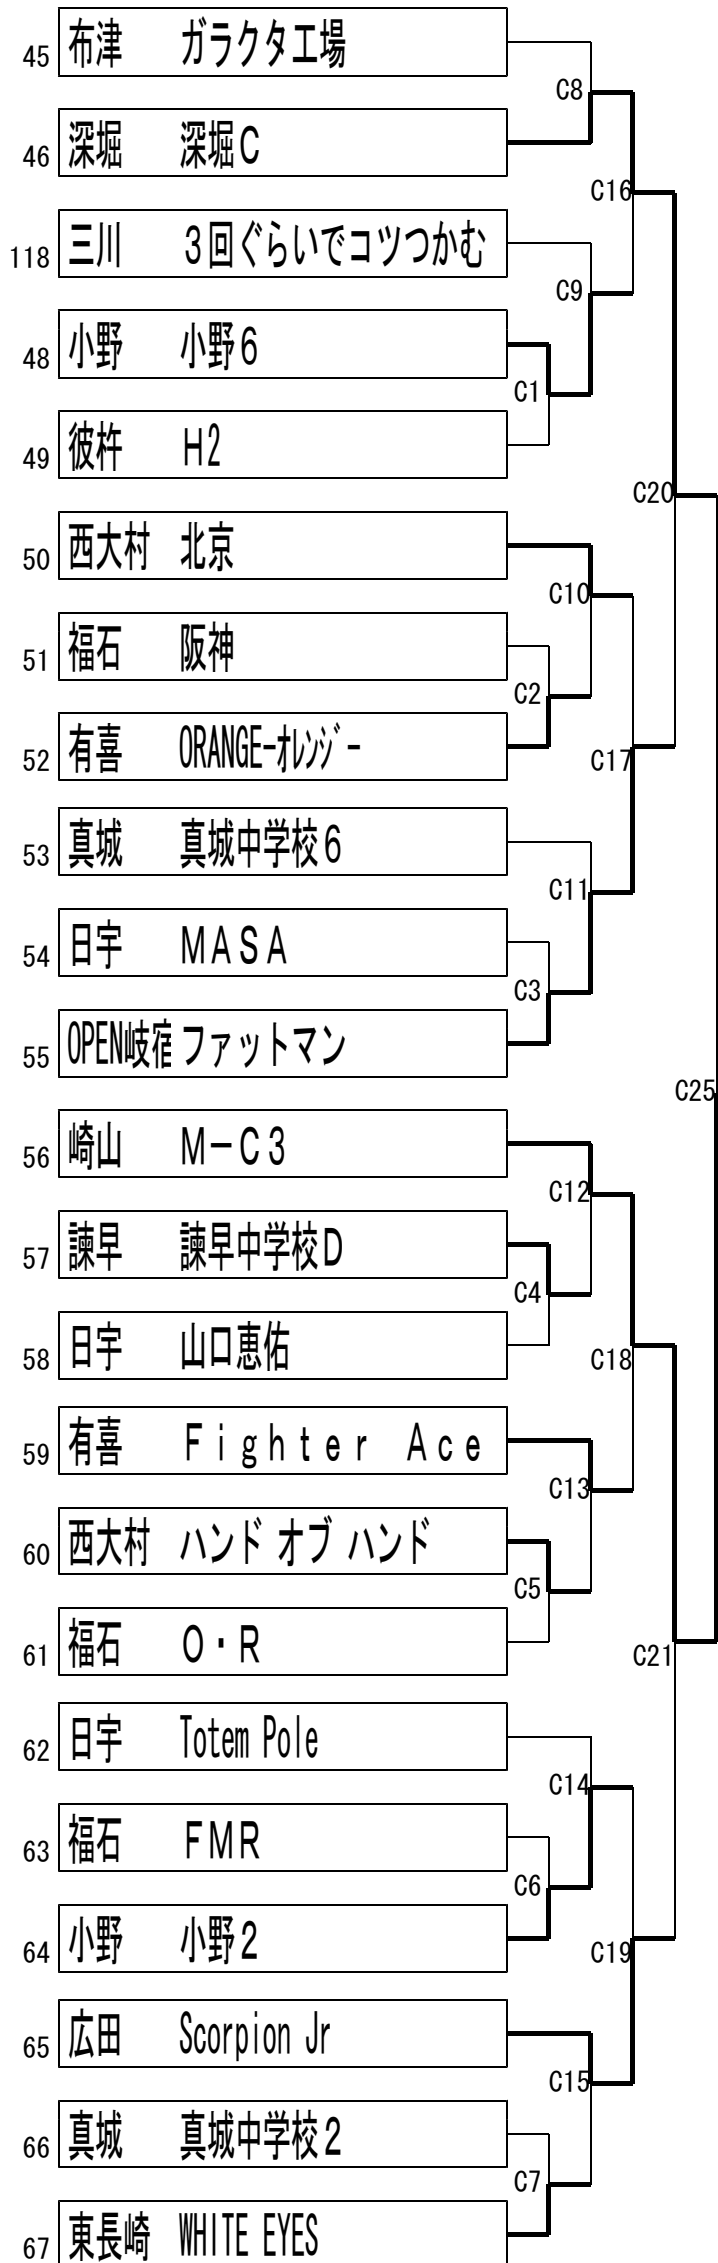 45 布津 ガラクタ工場
C8
46 深堀 深堀C
C16
118 三川 3回ぐらいでコツつかむ
C9
48 小野 小野6
C1
49 彼杵 H2
C20
50 西大村 北京
C10
51 福石 阪神
C2
52 有喜 ORANGE-オレンジ-
C17
53 真城 真城中学校6
C11
54 日宇 MASA
C3
55 OPEN岐宿 ファットマン
C25
56 崎山 M-C3
C12
57 諫早 諫早中学校D
C4
58 日宇 山口恵佑
C18
59 有喜 Fighter Ace
C13
60 西大村 ハンド オブ ハンド
C5
61 福石 O・R
C21
62 日宇 Totem Pole
C14
63 福石 FMR
C6
64 小野 小野2
C19
65 広田 Scorpion Jr
C15
66 真城 真城中学校2
C7
67 東長崎 WHITE EYES